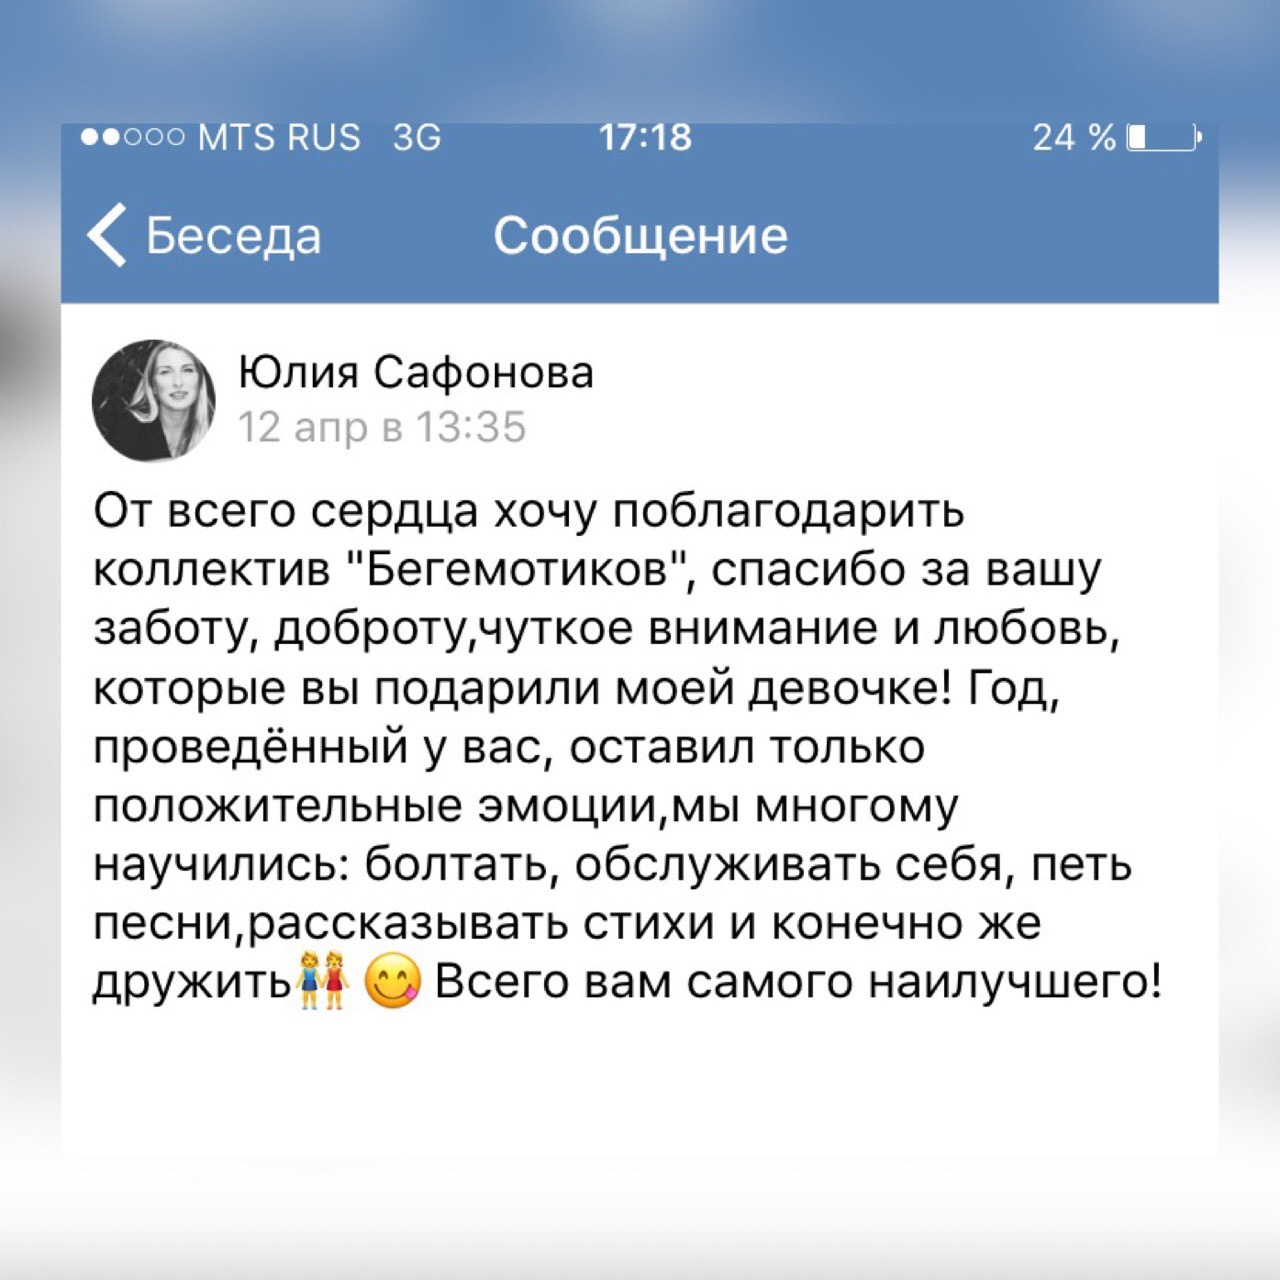 MTS RUS 3G 17:18 24 %
Беседа Сообщение
Юлия Сафонова
12 апр в 13:35
От всего сердца хочу поблагодарить
коллектив "Бегемотиков", спасибо за вашу
заботу, доброту,чуткое внимание и любовь,
которые вы подарили моей девочке! Год,
проведённый у вас, оставил только
положительные эмоции,мы многому
научились: болтать, обслуживать себя, петь
песни,рассказывать стихи и конечно же
дружить👭 😋 Всего вам самого наилучшего!